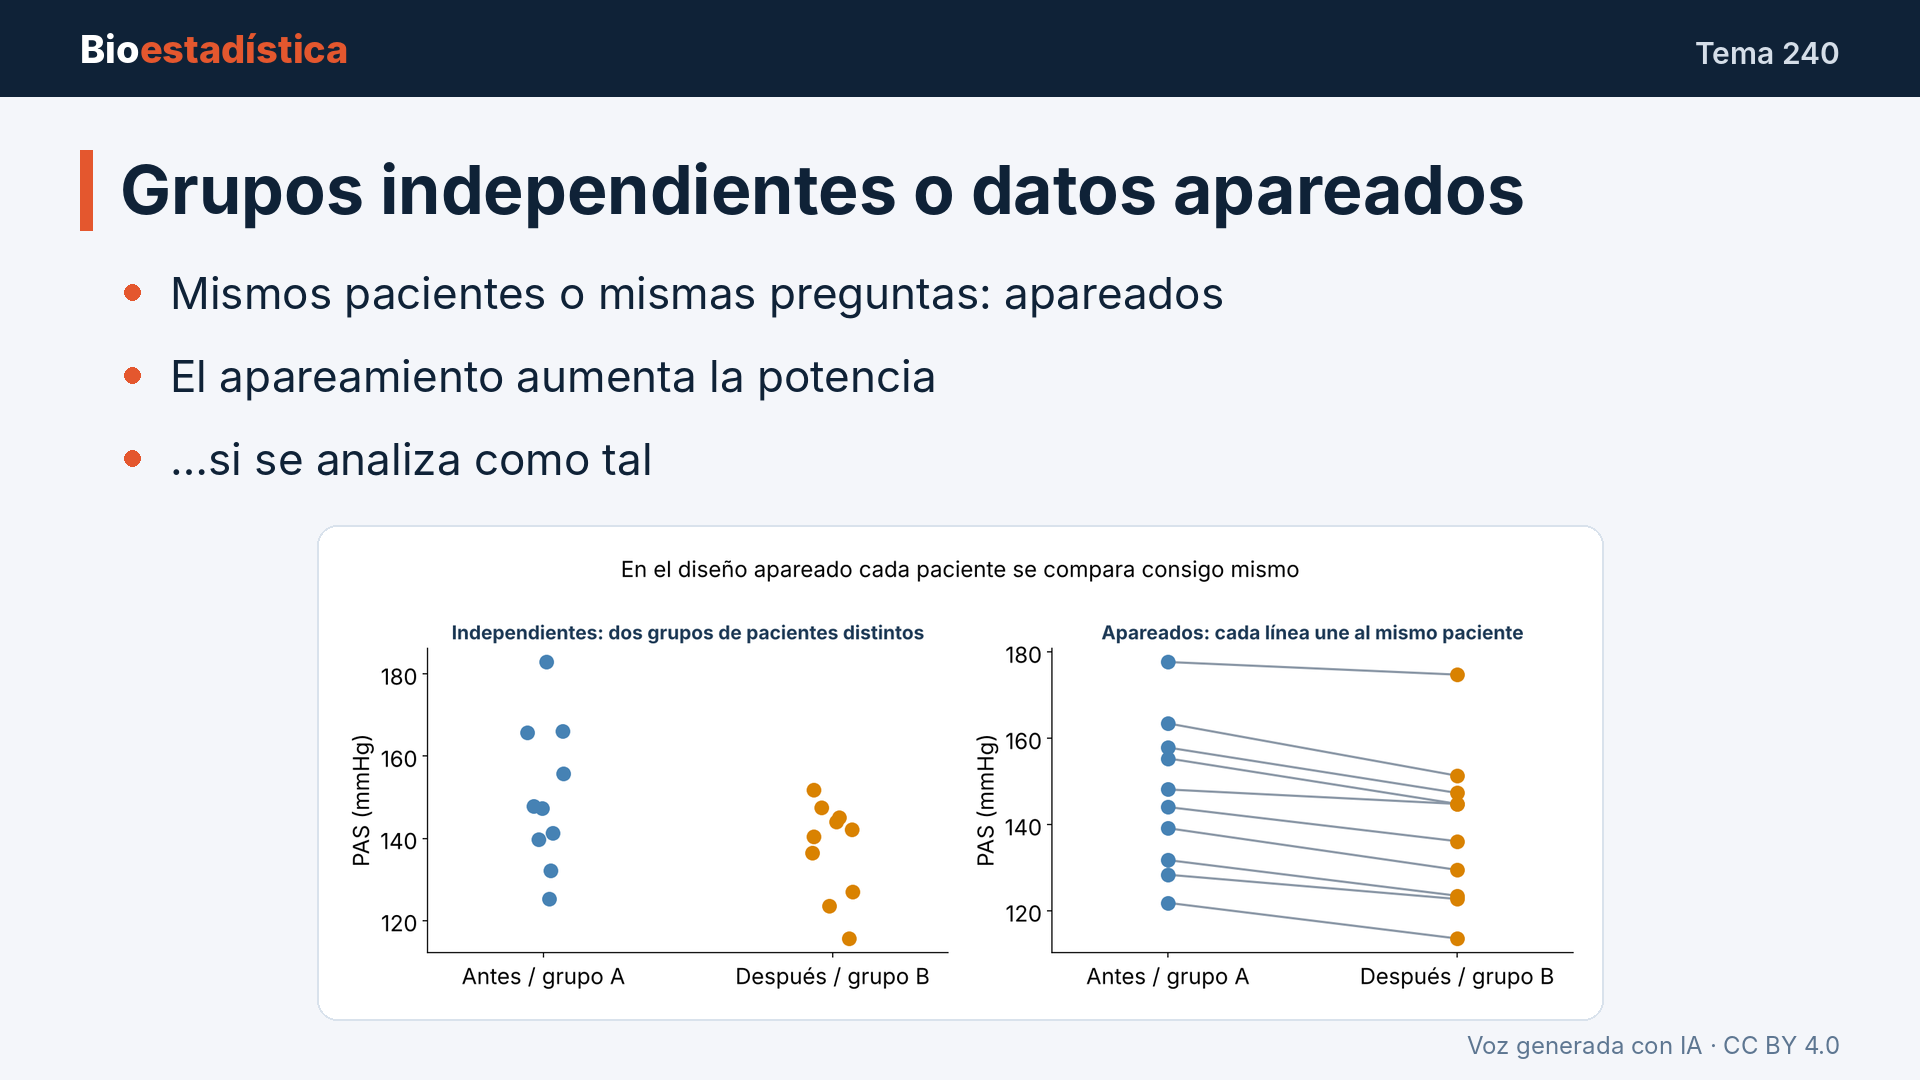 Bioestadística
Tema 240
Grupos independientes o datos apareados
Mismos pacientes o mismas preguntas: apareados
El apareamiento aumenta la potencia
...si se analiza como tal
En el diseño apareado cada paciente se compara consigo mismo
Independientes: dos grupos de pacientes distintos
180
160
140
120
PAS (mmHg)
Antes / grupo A
Después / grupo B
Apareados: cada línea une al mismo paciente
180
160
140
120
PAS (mmHg)
Antes / grupo A
Después / grupo B
Voz generada con IA · CC BY 4.0